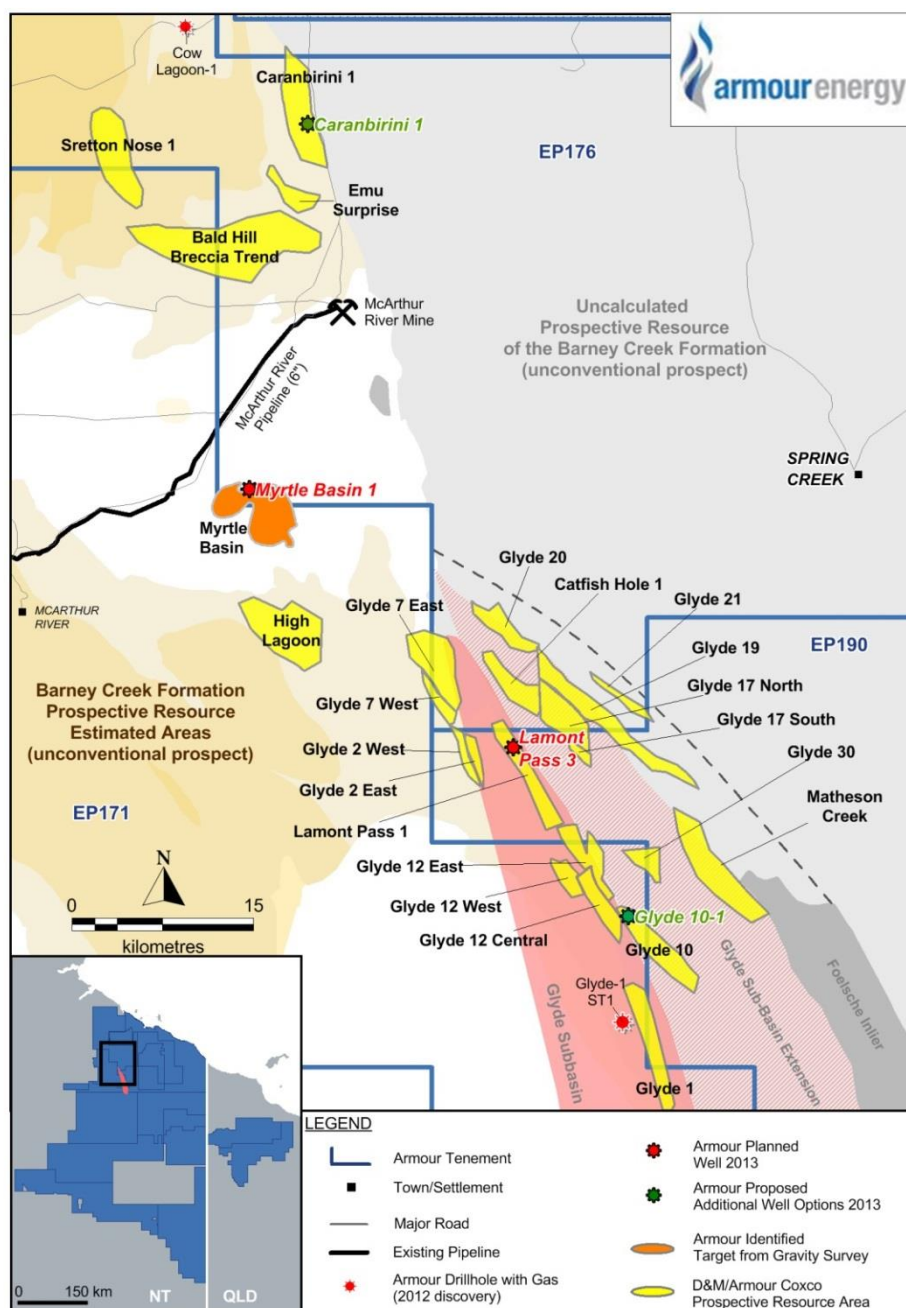 Cow
Lagoon-1
Caranbirini 1
armourenergy
Caranbirini 1
Sretton Nose 1
EP176
Emu
Surprise
Bald Hill
Breccia Trend
McArthur
River Mine
Uncalculated
Prospective Resource
of the Barney Creek Formation
(unconventional prospect)
McArthur River
Pipeline (6")
SPRING
CREEK
Myrtle Basin 1
Myrtle
Basin
Glyde 20
Catfish Hole 1
Glyde 21
MCARTHUR
RIVER
Glyde 7 East
High
Lagoon
Glyde 19
EP190
Glyde 17 North
Barney Creek Formation
Prospective Resource
Estimated Areas
(unconventional prospect)
Glyde 7 West
Glyde 17 South
Lamont
Pass 3
Glyde 2 West
Glyde 30
Glyde 2 East
Matheson
Creek
EP171
Lamont Pass 1
N
Glyde 12 East
0 15
kilometres
Glyde 12 West
Glyde 10-1
Glyde 12 Central
Glyde 10
Glyde-1
ST1
Glyde Subbasin
Glyde Sub-Basin Extension
Foelsche Inlier
Glyde 1
0 150 km
NT QLD
LEGEND
Armour Tenement
Town/Settlement
Major Road
Existing Pipeline
Armour Drillhole with Gas
(2012 discovery)
Armour Planned
Well 2013
Armour Proposed
Additional Well Options 2013
Armour Identified
Target from Gravity Survey
D&M/Armour Coxco
Prospective Resource Area